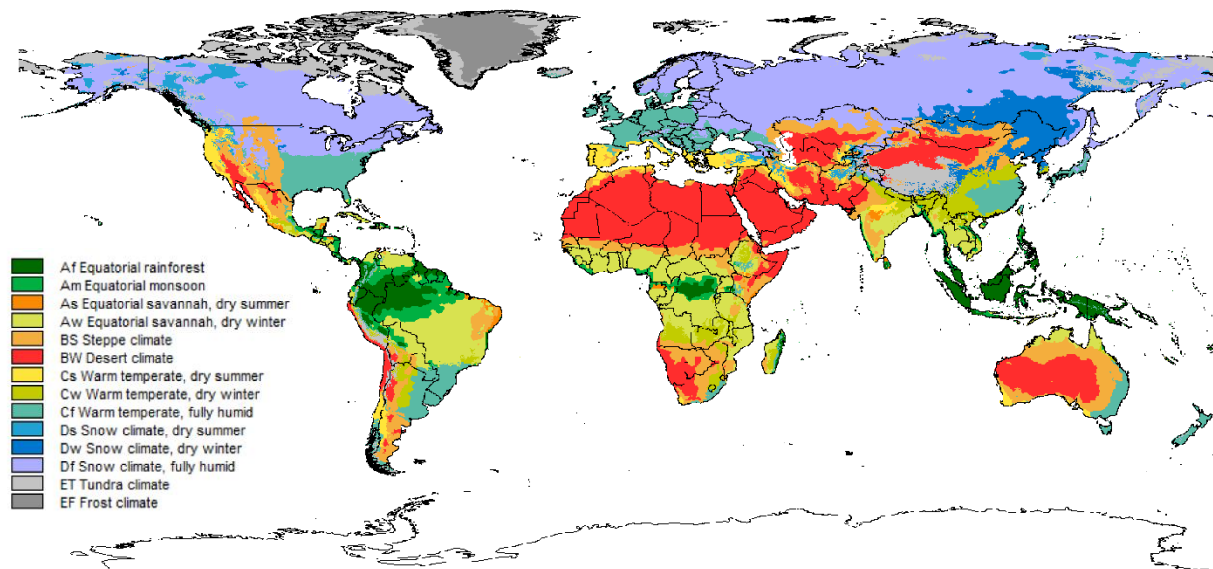 Af Equatorial rainforest
Am Equatorial monsoon
As Equatorial savannah, dry summer
Aw Equatorial savannah, dry winter
BS Steppe climate
BW Desert climate
Cs Warm temperate, dry summer
Cw Warm temperate, dry winter
Cf Warm temperate, fully humid
Ds Snow climate, dry summer
Dw Snow climate, dry winter
Df Snow climate, fully humid
ET Tundra climate
EF Frost climate